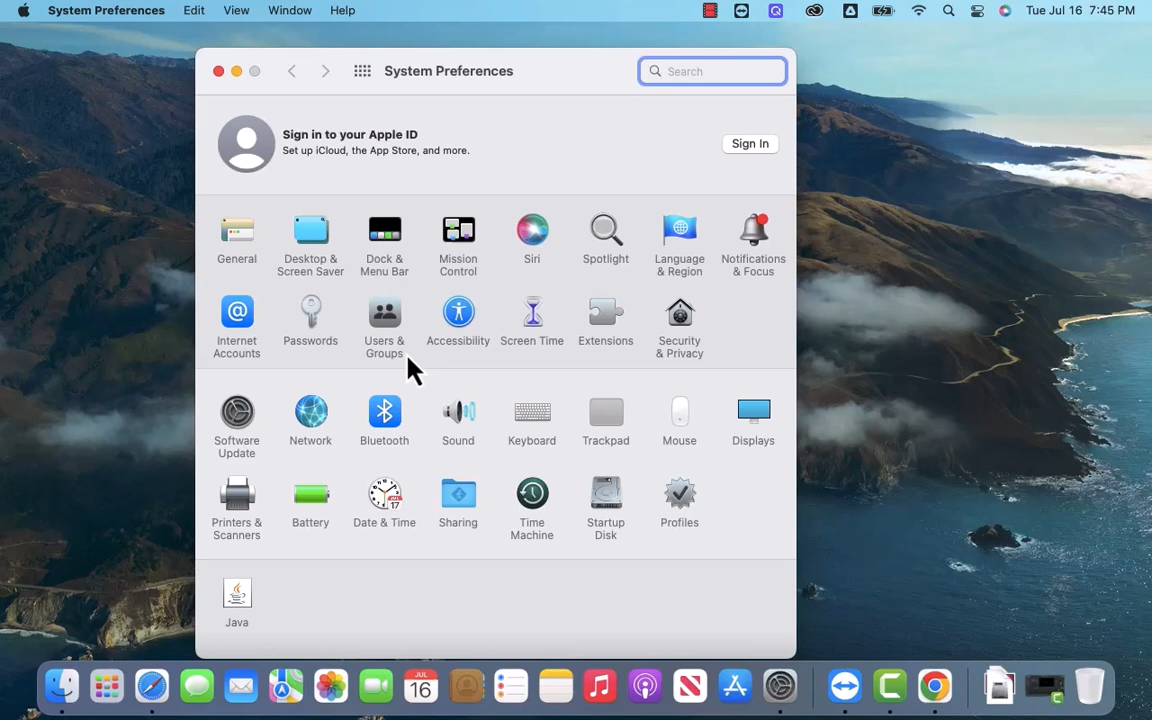 System Preferences Edit View Window Help Tue Jul 16 7:45 PM
System Preferences Search
Sign in to your Apple ID
Set up iCloud, the App Store, and more.
Sign In
General
Desktop &
Screen Saver
Dock &
Menu Bar
Mission
Control
Siri
Spotlight
Language
& Region
Notifications
& Focus
Internet
Accounts
Passwords
Users &
Groups
Accessibility
Screen Time
Extensions
Security
& Privacy
Software
Update
Network
Bluetooth
Sound
Keyboard
Trackpad
Mouse
Displays
Printers &
Scanners
Battery
Date & Time
Sharing
Time
Machine
Startup
Disk
Profiles
Java
JUL
16